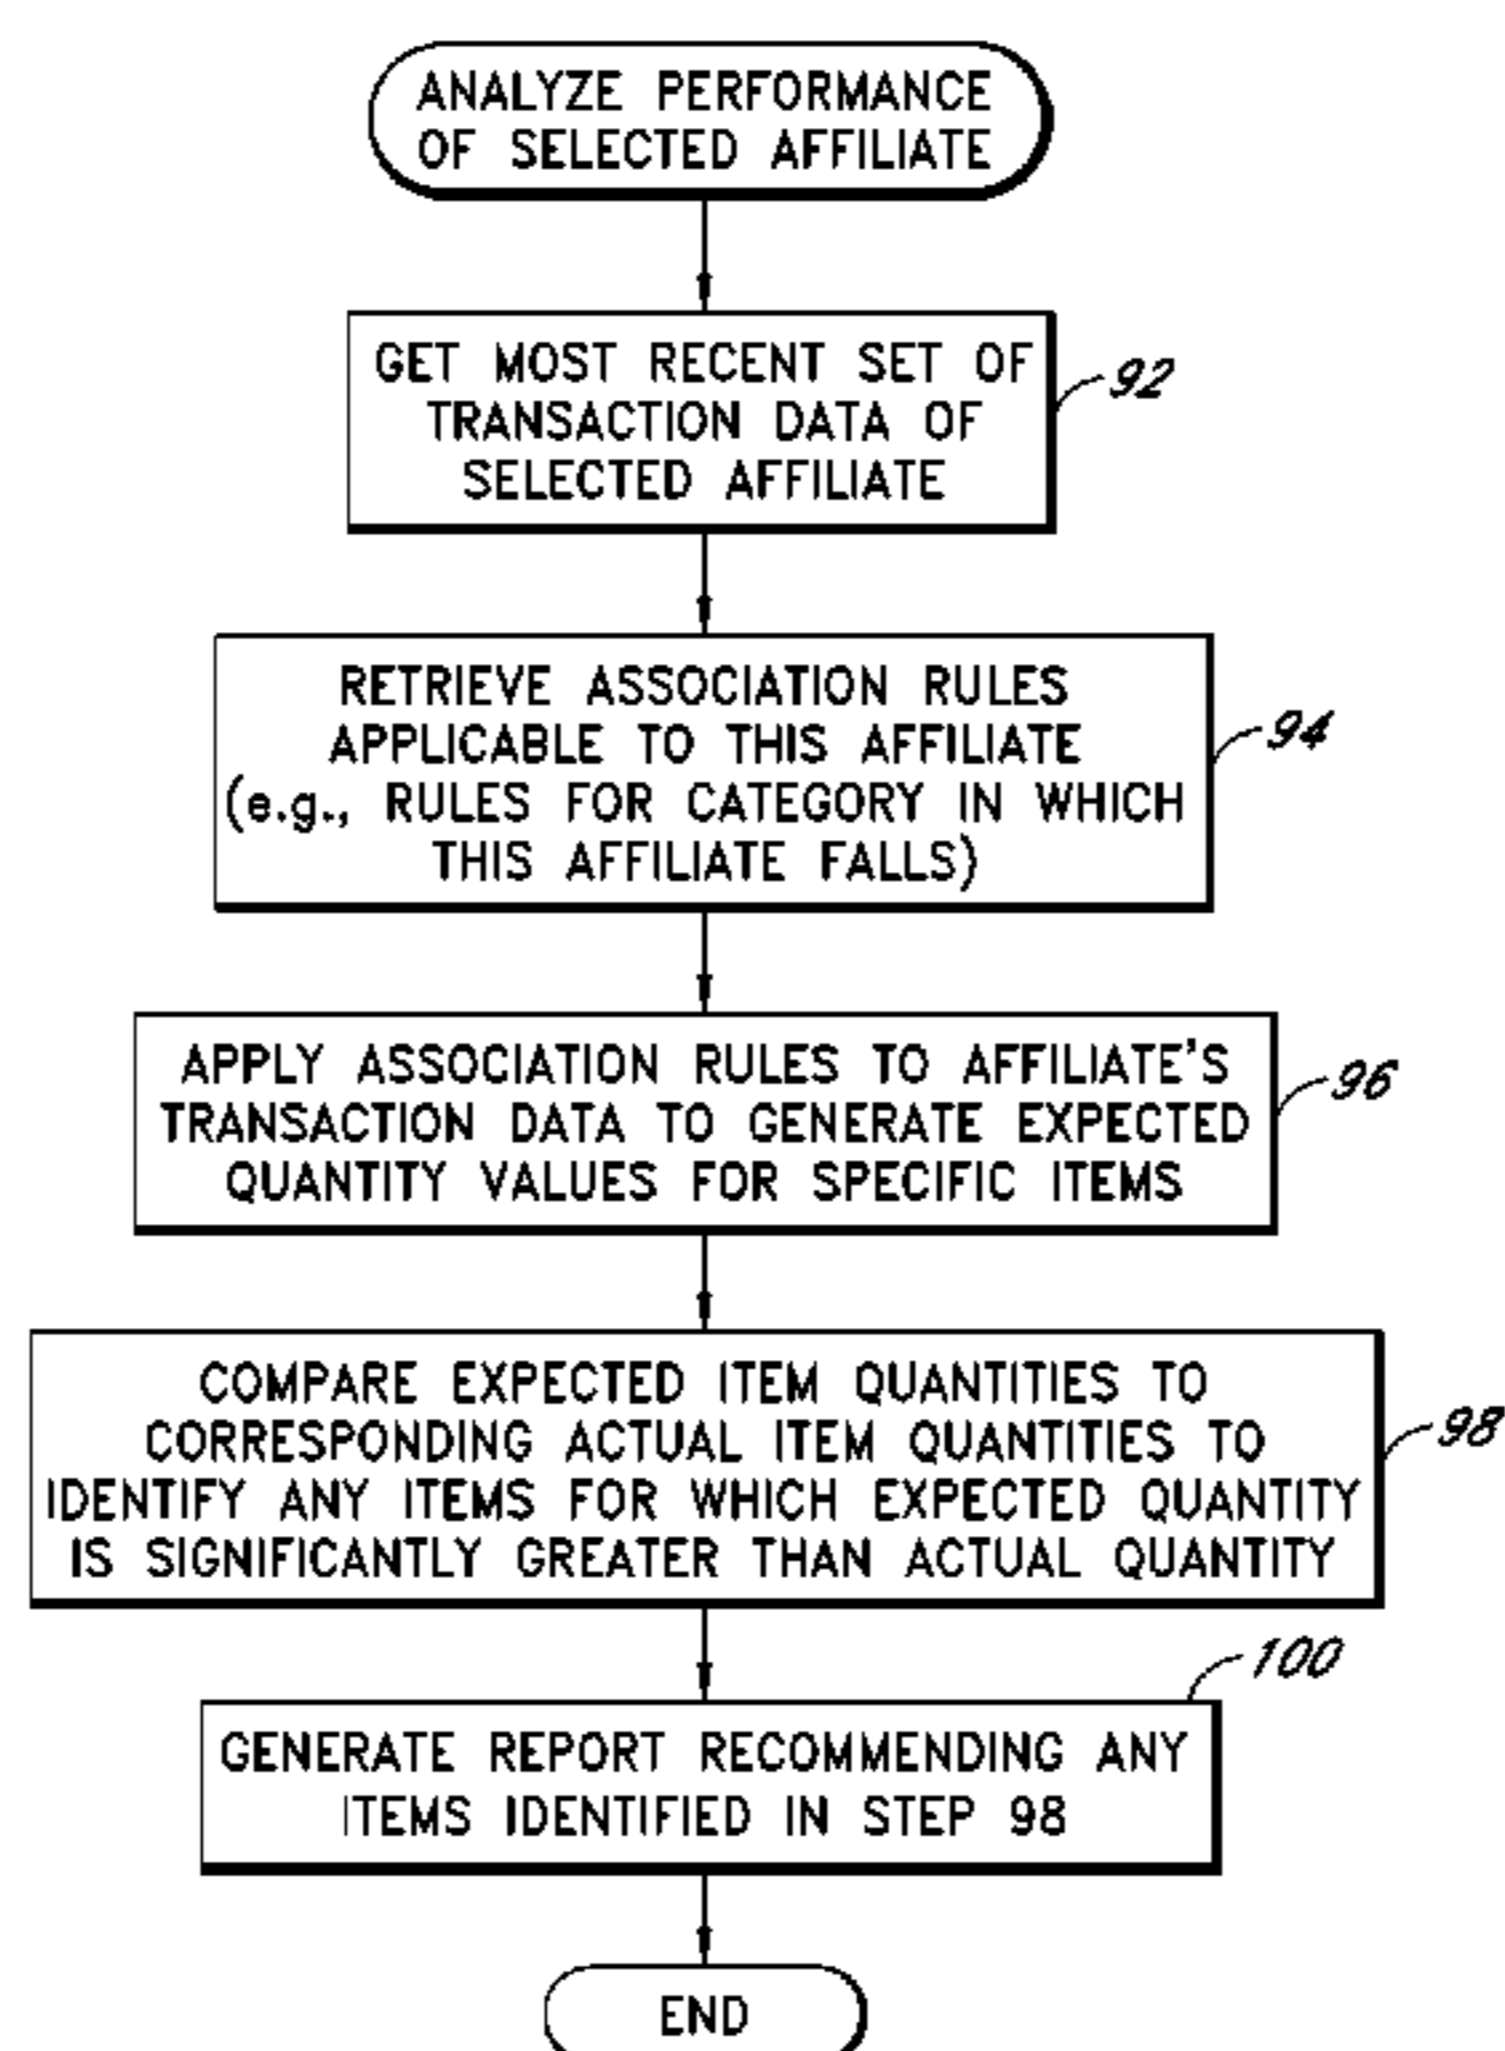 ANALYZE PERFORMANCE
OF SELECTED AFFILIATE
GET MOST RECENT SET OF
TRANSACTION DATA OF
SELECTED AFFILIATE
92
RETRIEVE ASSOCIATION RULES
APPLICABLE TO THIS AFFILIATE
(e.g., RULES FOR CATEGORY IN WHICH
THIS AFFILIATE FALLS)
94
APPLY ASSOCIATION RULES TO AFFILIATE'S
TRANSACTION DATA TO GENERATE EXPECTED
QUANTITY VALUES FOR SPECIFIC ITEMS
96
COMPARE EXPECTED ITEM QUANTITIES TO
CORRESPONDING ACTUAL ITEM QUANTITIES TO
IDENTIFY ANY ITEMS FOR WHICH EXPECTED QUANTITY
IS SIGNIFICANTLY GREATER THAN ACTUAL QUANTITY
98
100
GENERATE REPORT RECOMMENDING ANY
ITEMS IDENTIFIED IN STEP 98
END